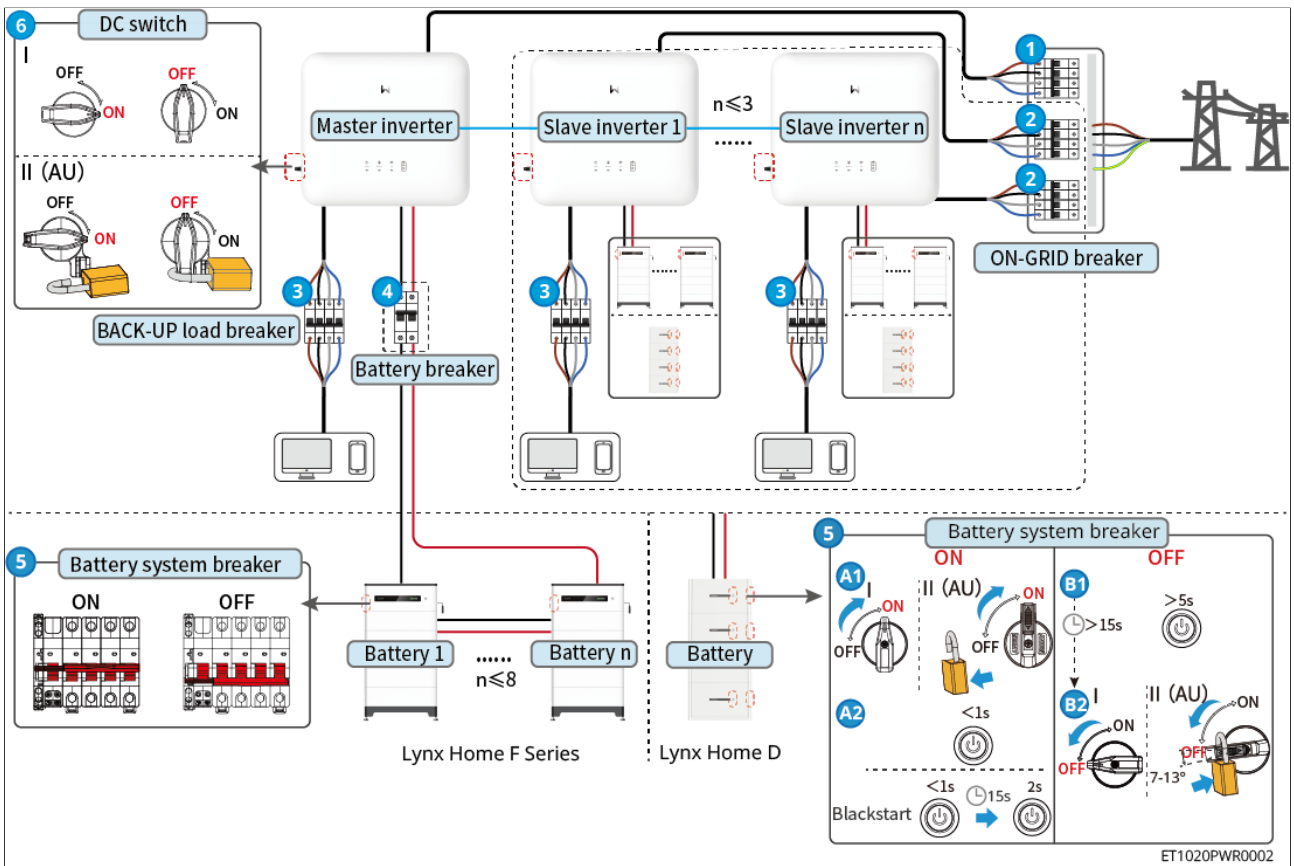 6
DC switch
I
OFF
ON
OFF
ON
II (AU)
OFF
ON
OFF
ON
Master inverter
Slave inverter 1
n≤3
......
Slave inverter n
1
2
2
ON-GRID breaker
3
BACK-UP load breaker
4
Battery breaker
3
......
3
......
5
Battery system breaker
ON
OFF
Battery 1
......
n≤8
Battery n
Lynx Home F Series
Battery
Lynx Home D
5
Battery system breaker
ON
OFF
A1
I
ON
OFF
II (AU)
ON
OFF
A2
<1s
Blackstart
<1s
15s
2s
B1
>5s
>15s
B2
I
ON
OFF
II (AU)
ON
OFF
7-13°
ET1020PWR0002